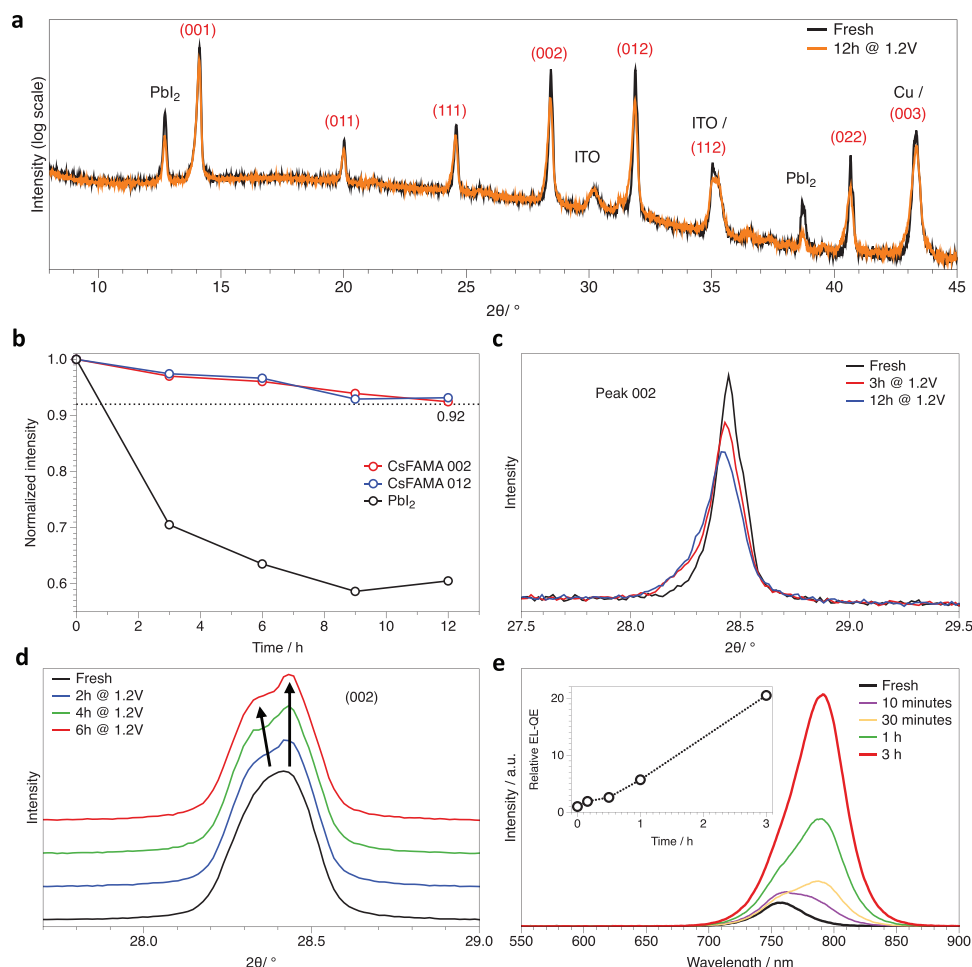 a
Fresh
12h @ 1.2V
(001)
PbI2
(011)
(111)
(002)
ITO
(012)
ITO /
(112)
PbI2
(022)
Cu /
(003)
Intensity (log scale)
10 15 20 25 30 35 40 45
2θ/ °
b
1.0
0.9
0.8
0.7
0.6
0.92
CsFAMA 002
CsFAMA 012
PbI2
Normalized intensity
0 2 4 6 8 10 12
Time / h
c
Peak 002
Fresh
3h @ 1.2V
12h @ 1.2V
Intensity
27.5 28.0 28.5 29.0 29.5
2θ/ °
d
Fresh
2h @ 1.2V
4h @ 1.2V
6h @ 1.2V
(002)
Intensity
28.0 28.5 29.0
2θ/ °
e
20
10
0
Relative EL-QE
0 1 2 3
Time / h
Fresh
10 minutes
30 minutes
1 h
3 h
Intensity / a.u.
550 600 650 700 750 800 850 900
Wavelength / nm